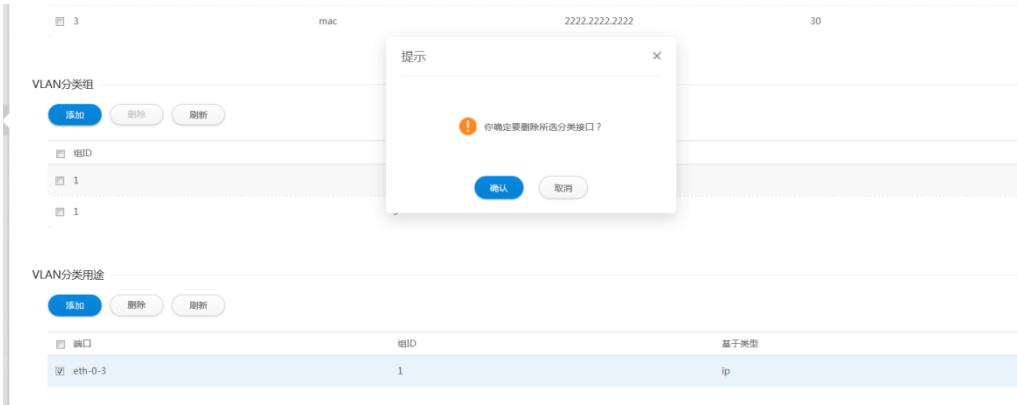 3 mac 2222.2222.2222 30
提示 ×
VLAN分类组
添加 删除 刷新
你确定要删除所选分类接口？
组ID
1
确认 取消
1
VLAN分类用途
添加 删除 刷新
端口 组ID 基于类型
eth-0-3 1 ip